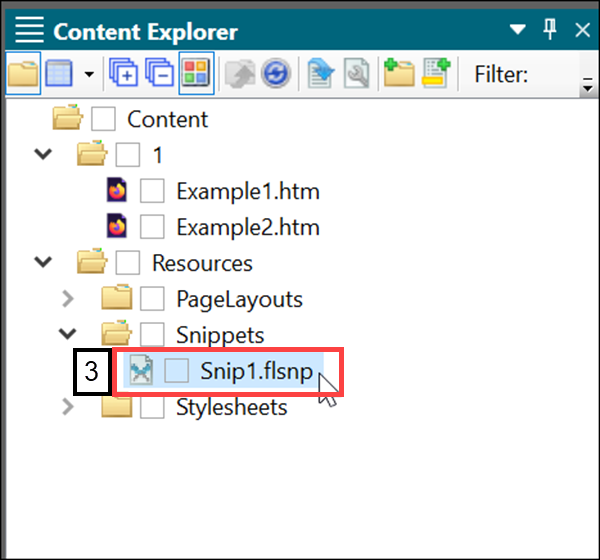 Content Explorer
Filter:
Content
1
Example1.htm
Example2.htm
Resources
PageLayouts
Snippets
3 Snip1.flsnp
Stylesheets